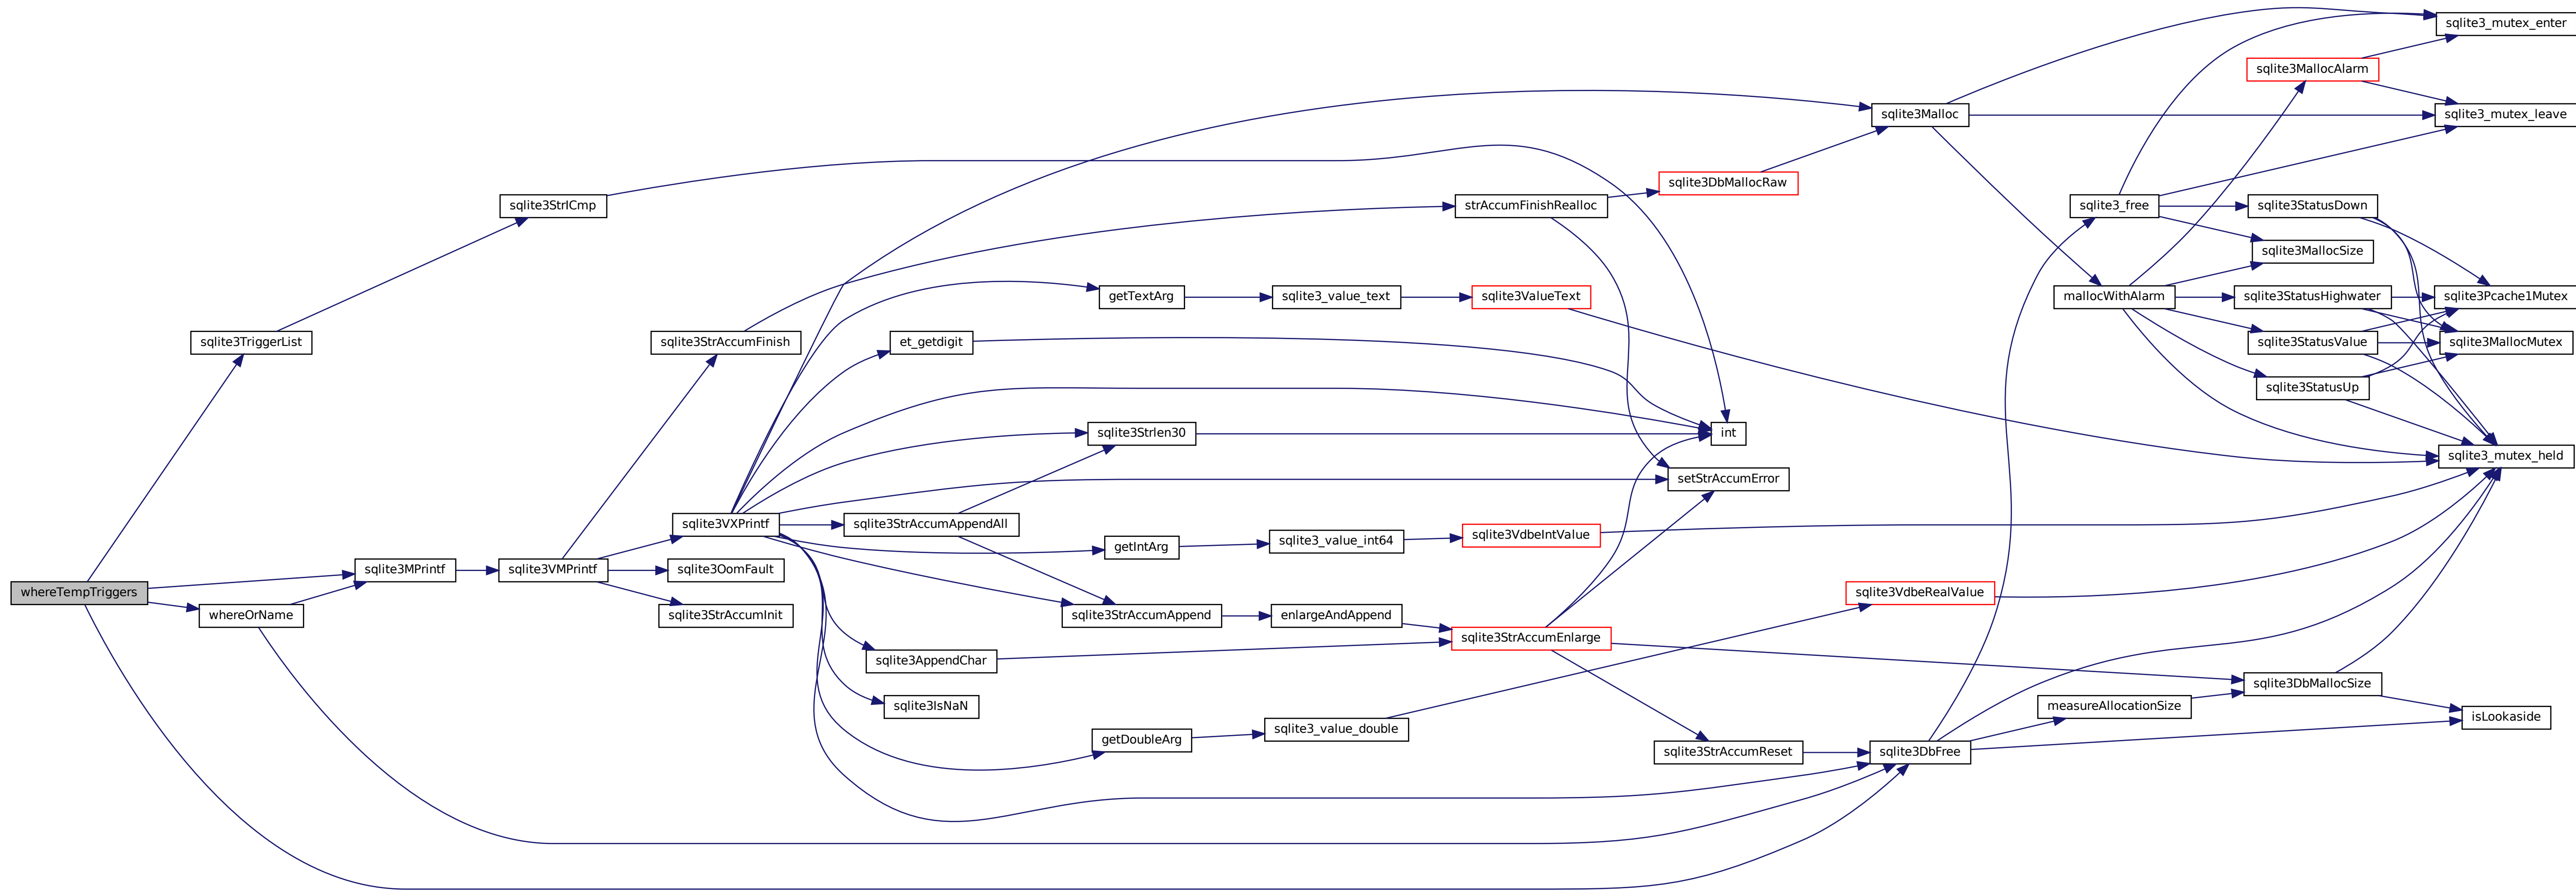 whereTempTriggers
sqlite3TriggerList
whereOrName
sqlite3MPrintf
sqlite3StrICmp
sqlite3VMPrintf
sqlite3StrAccumFinish
sqlite3VXPrintf
sqlite3OomFault
sqlite3StrAccumInit
et_getdigit
sqlite3StrAccumAppendAll
sqlite3AppendChar
sqlite3IsNaN
getTextArg
sqlite3Strlen30
getIntArg
sqlite3StrAccumAppend
getDoubleArg
sqlite3_value_text
sqlite3_value_int64
enlargeAndAppend
sqlite3_value_double
strAccumFinishRealloc
sqlite3ValueText
sqlite3VdbeIntValue
sqlite3StrAccumEnlarge
sqlite3DbMallocRaw
int
setStrAccumError
sqlite3StrAccumReset
sqlite3Malloc
sqlite3VdbeRealValue
sqlite3DbFree
sqlite3_free
mallocWithAlarm
measureAllocationSize
sqlite3MallocAlarm
sqlite3StatusDown
sqlite3MallocSize
sqlite3StatusHighwater
sqlite3StatusValue
sqlite3StatusUp
sqlite3DbMallocSize
sqlite3_mutex_enter
sqlite3_mutex_leave
sqlite3Pcache1Mutex
sqlite3MallocMutex
sqlite3_mutex_held
isLookaside